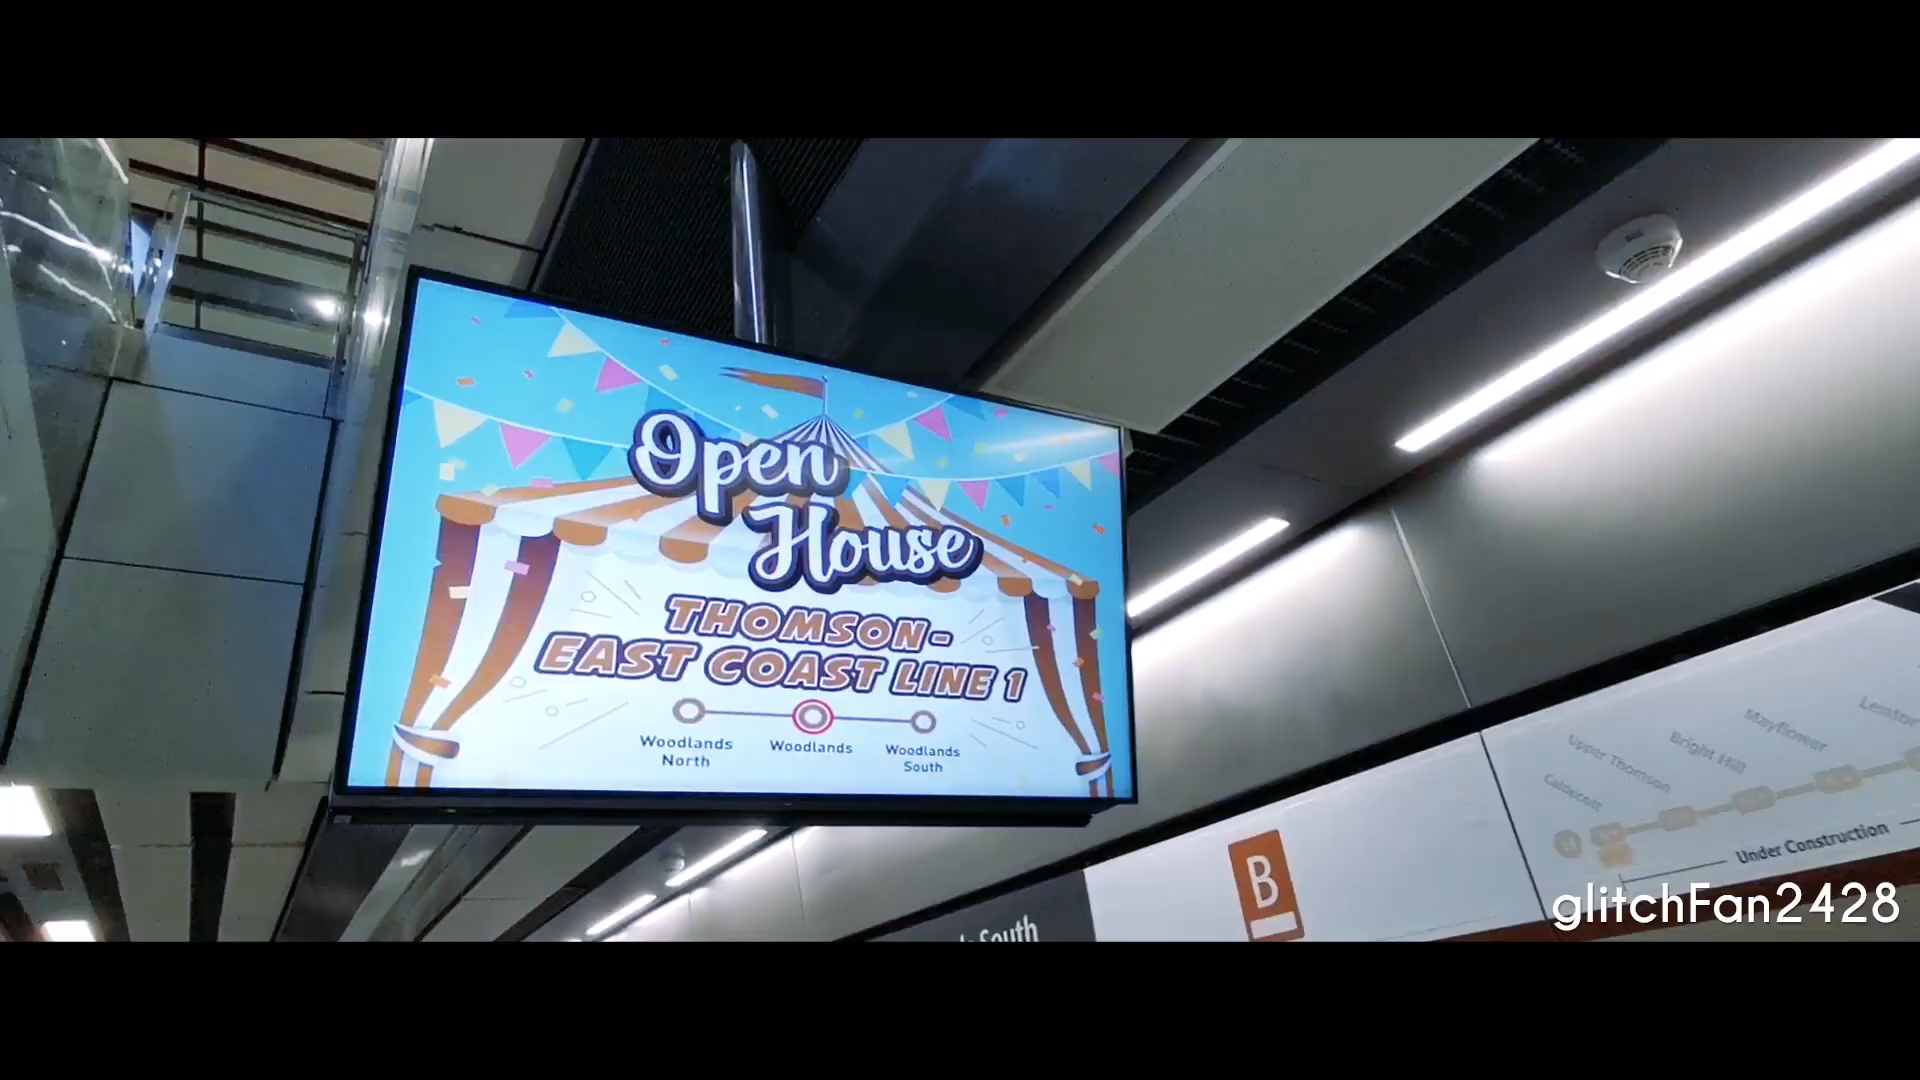 Open
House
THOMSON-
EAST COAST LINE 1
Woodlands
North
Woodlands
Woodlands
South
South
B
Caldecott
Upper Thomson
Bright Hill
Mayflower
Under Construction
glitchFan2428